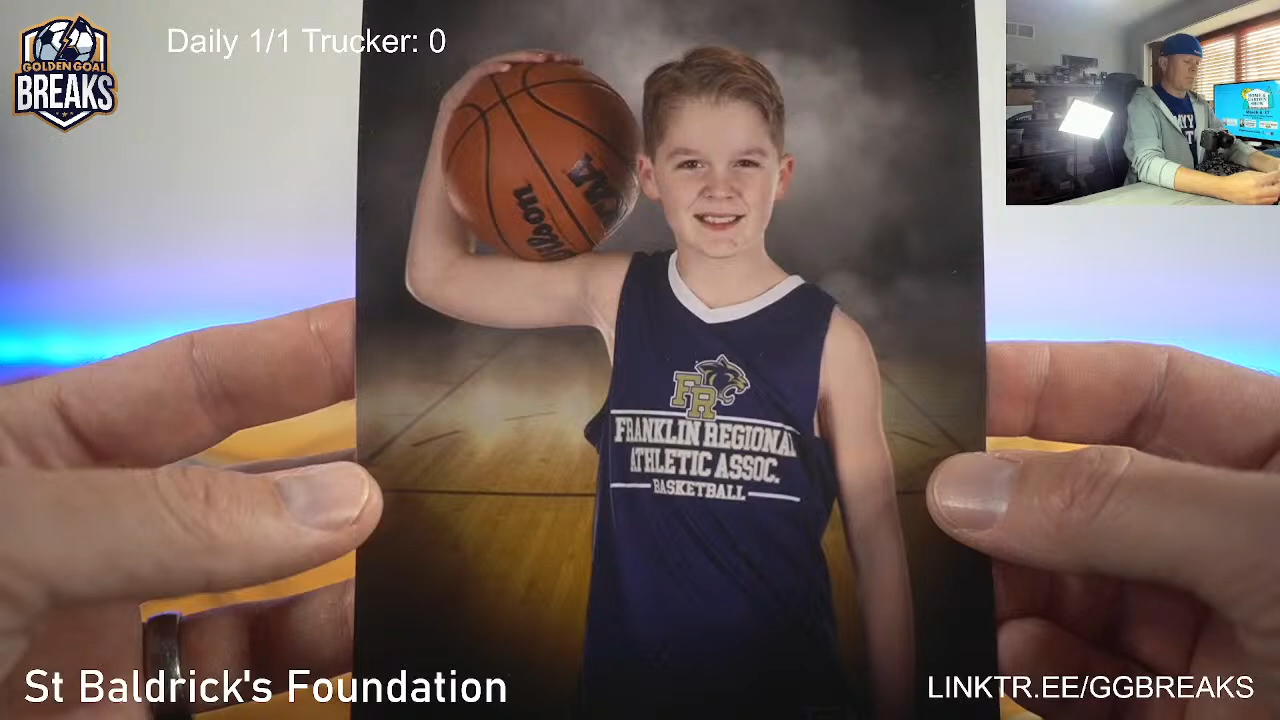 GOLDEN GOAL
BREAKS
Daily 1/1 Trucker: 0
Wilson
FR
FRANKLIN REGIONAL
ATHLETIC ASSOC.
BASKETBALL
St Baldrick's Foundation
LINKTR.EE/GGBREAKS